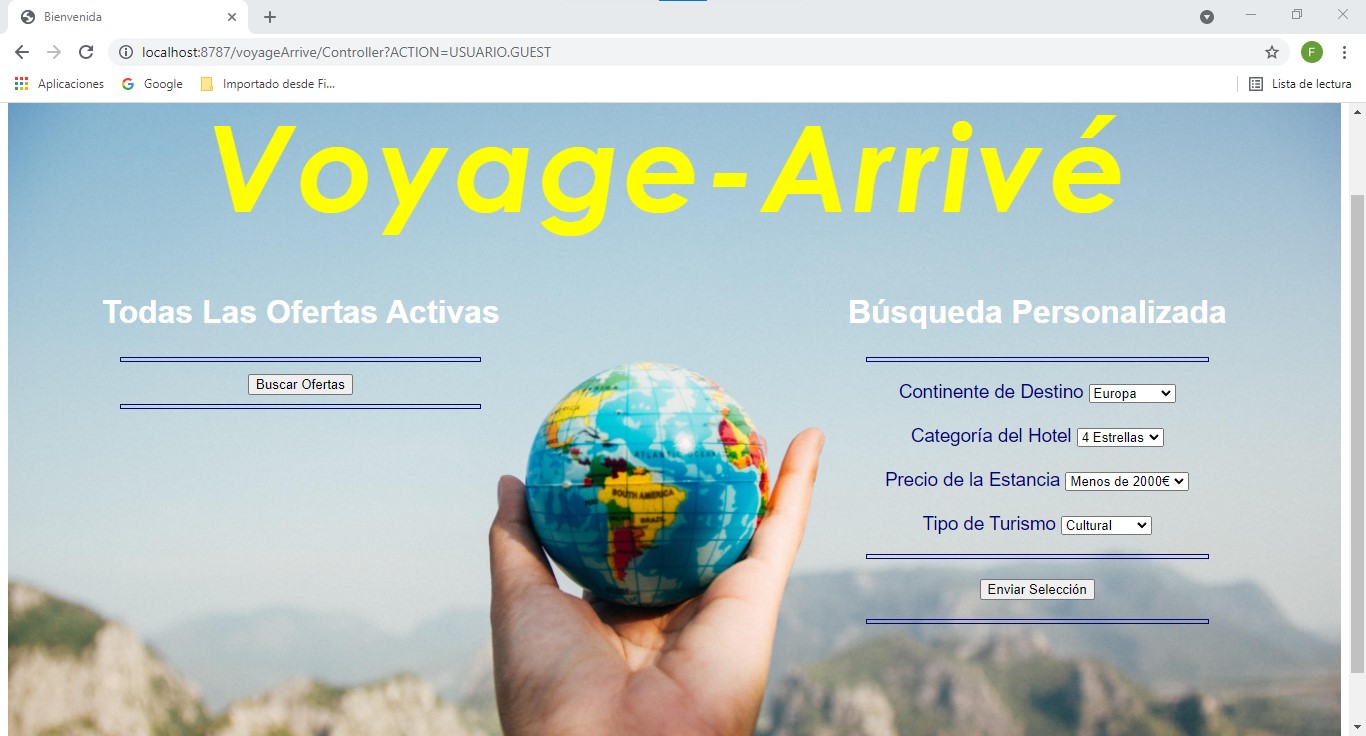 Bienvenida
localhost:8787/voyageArrive/Controller?ACTION=USUARIO.GUEST
F
Aplicaciones
Google
Importado desde Fi...
Lista de lectura
Voyage-Arrivé
Todas Las Ofertas Activas
Buscar Ofertas
Búsqueda Personalizada
Continente de Destino Europa
Categoría del Hotel 4 Estrellas
Precio de la Estancia Menos de 2000€
Tipo de Turismo Cultural
Enviar Selección
SOUTH AMERICA
BRAZIL